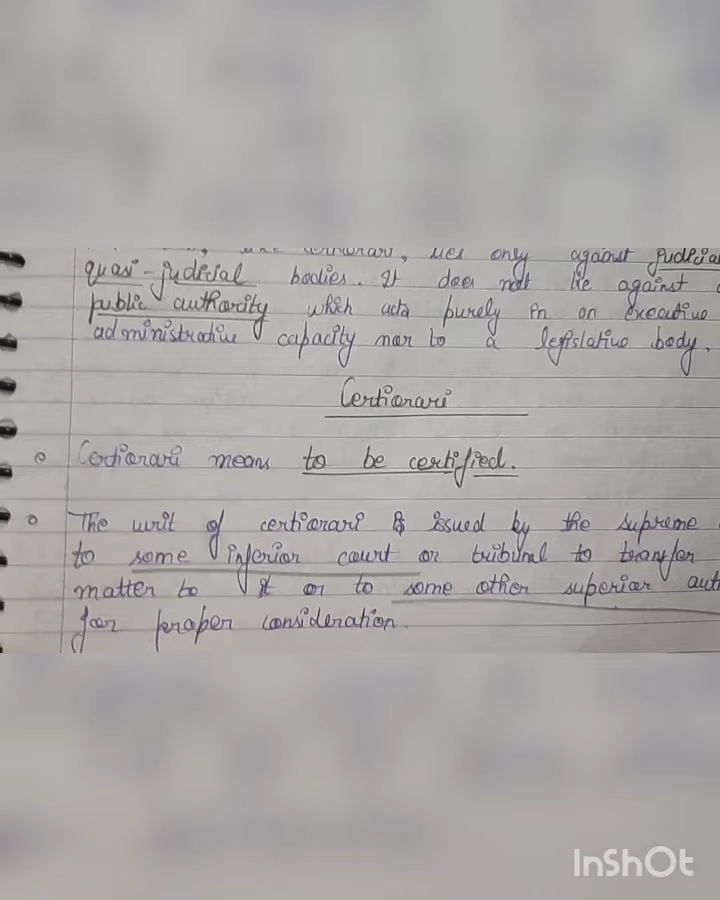 only against judicial
quasi-judicial bodies. It does not lie against
public authority which acts purely in an executive
administrative capacity nor to a legislative body.
Certiorari
Certiorari means to be certified.
The writ of certiorari is issued by the supreme
to some inferior court or tribunal to transfer
matter to it or to some other superior
for proper consideration.
InShOt